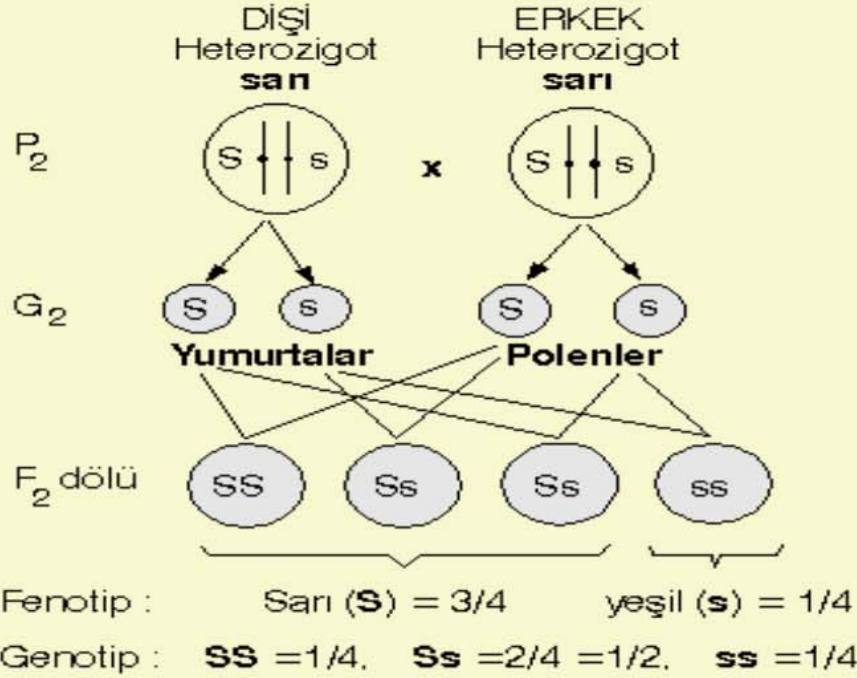 DİŞİ ERKEK
Heterozigot Heterozigot
sarı sarı
P2 S s x S s
G2 S s S s
Yumurtalar Polenler
F2 dölü SS Ss Ss ss
Fenotip : Sarı (S) = 3/4 yeşil (s) = 1/4
Genotip : SS =1/4, Ss =2/4 =1/2, ss =1/4